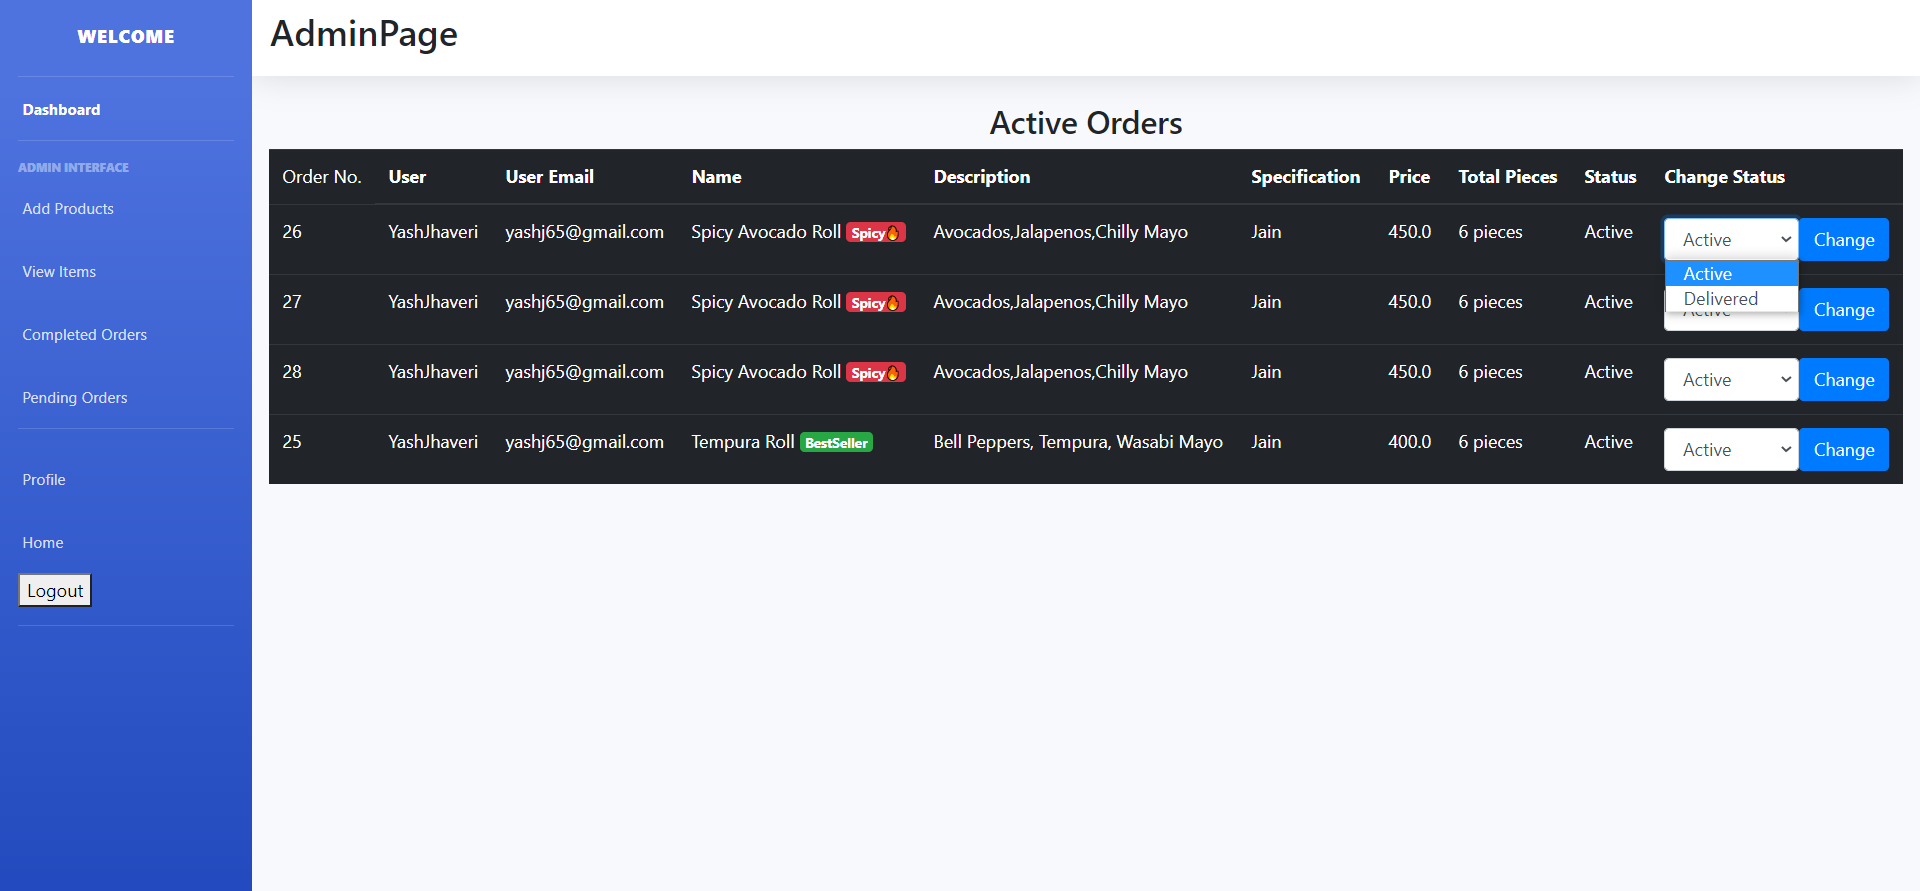 WELCOME
Dashboard
ADMIN INTERFACE
Add Products
View Items
Completed Orders
Pending Orders
Profile
Home
Logout
AdminPage
Active Orders
Order No. User User Email Name Description Specification Price Total Pieces Status Change Status
26 YashJhaveri yashj65@gmail.com Spicy Avocado Roll Spicy🔥 Avocados,Jalapenos,Chilly Mayo Jain 450.0 6 pieces Active Active Change
Active
Delivered
27 YashJhaveri yashj65@gmail.com Spicy Avocado Roll Spicy🔥 Avocados,Jalapenos,Chilly Mayo Jain 450.0 6 pieces Active Active Change
28 YashJhaveri yashj65@gmail.com Spicy Avocado Roll Spicy🔥 Avocados,Jalapenos,Chilly Mayo Jain 450.0 6 pieces Active Active Change
25 YashJhaveri yashj65@gmail.com Tempura Roll BestSeller Bell Peppers, Tempura, Wasabi Mayo Jain 400.0 6 pieces Active Active Change